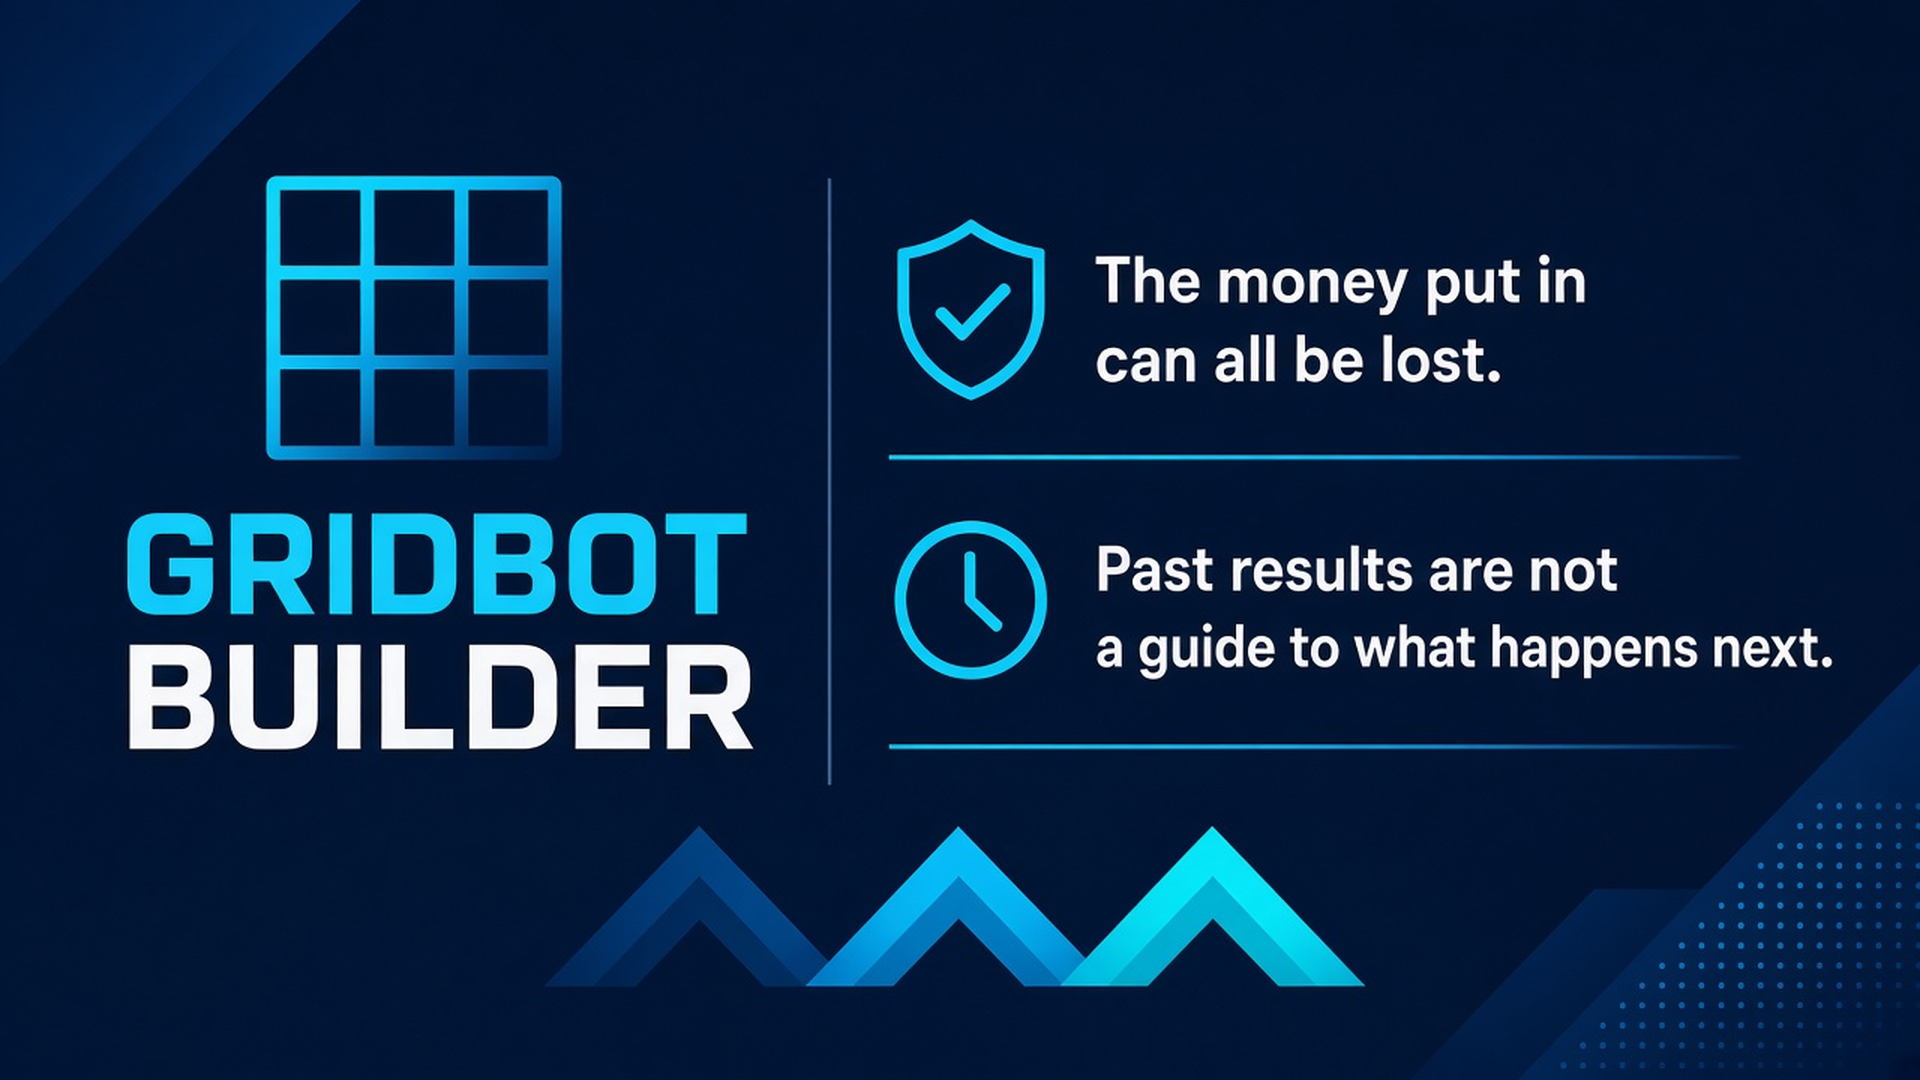 GRIDBOT
BUILDER
The money put in
can all be lost.
Past results are not
a guide to what happens next.